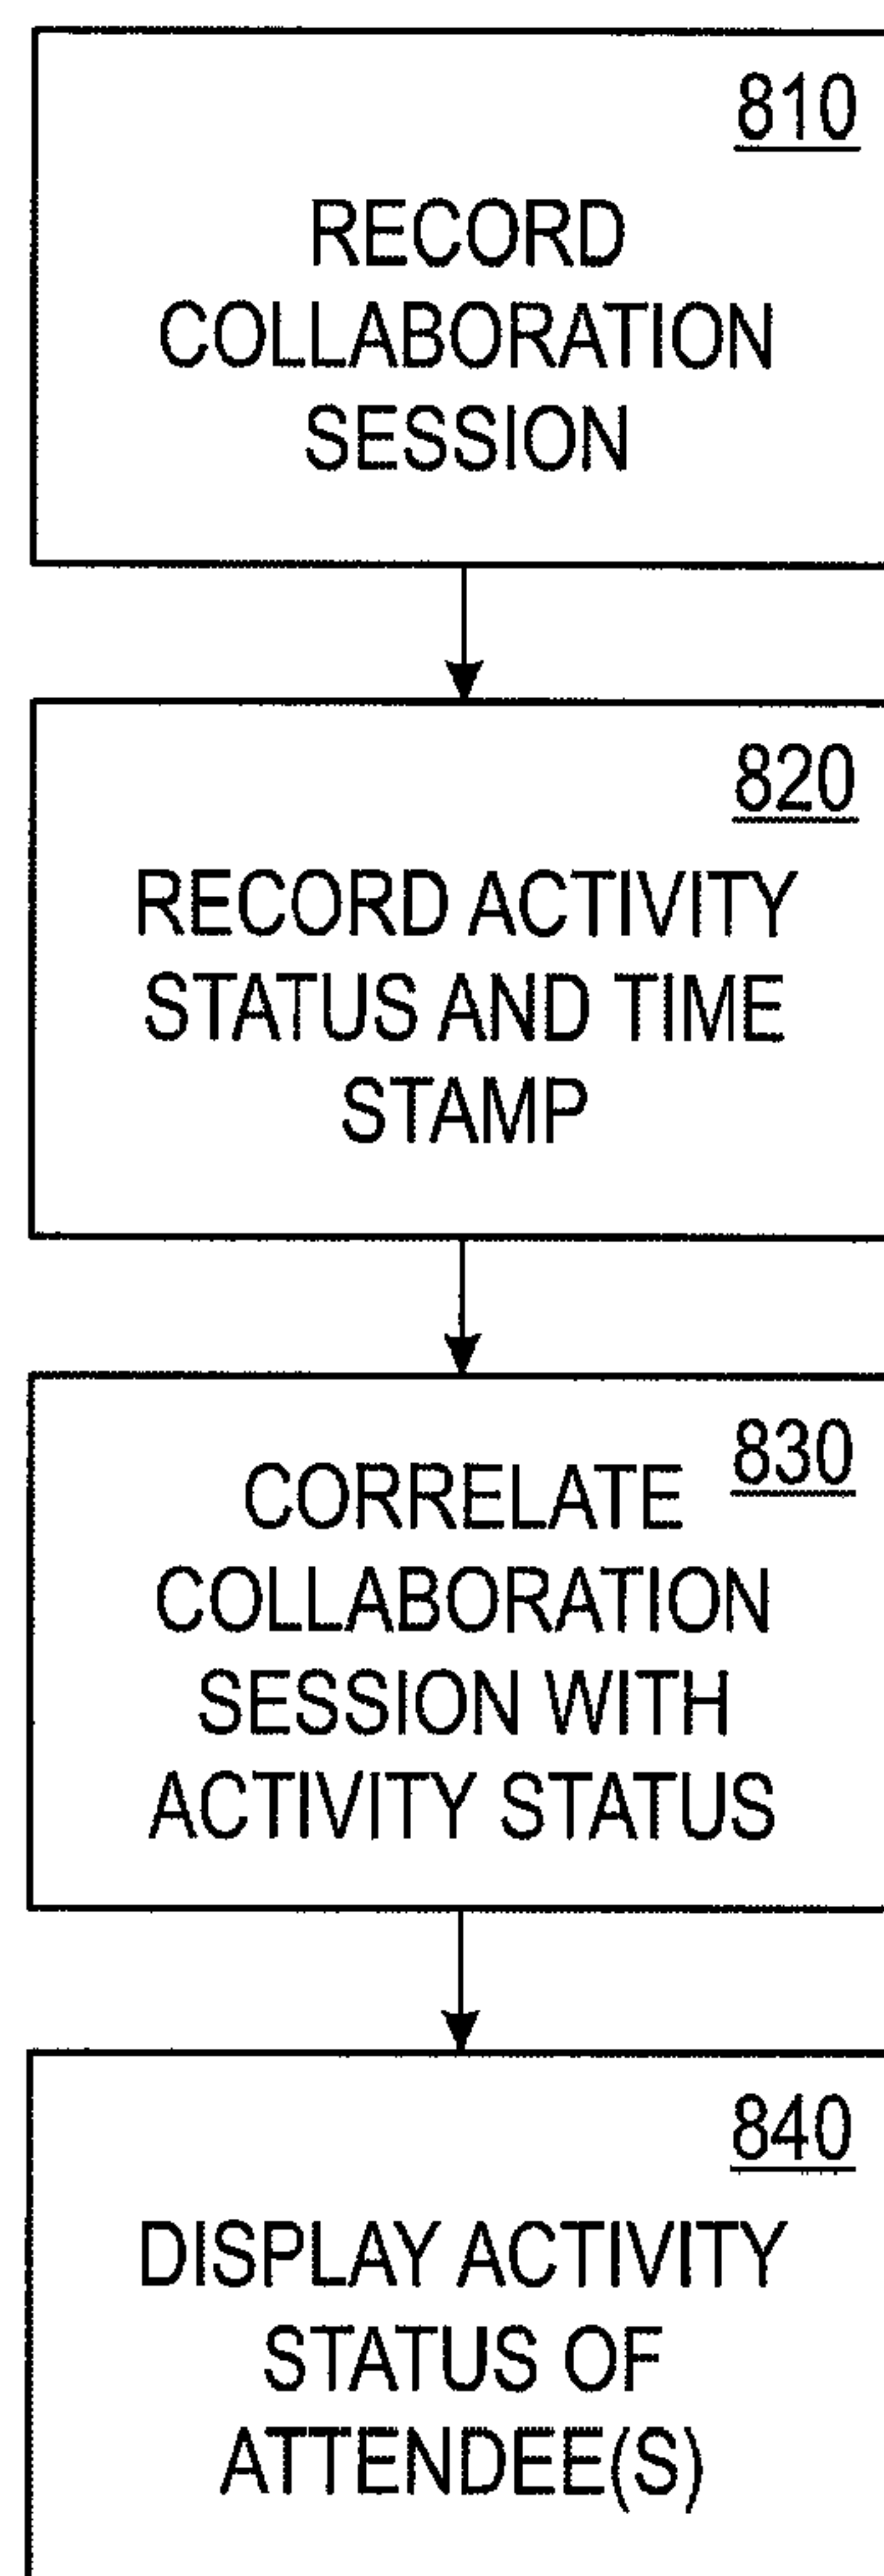 810
RECORD
COLLABORATION
SESSION
820
RECORD ACTIVITY
STATUS AND TIME
STAMP
830
CORRELATE
COLLABORATION
SESSION WITH
ACTIVITY STATUS
840
DISPLAY ACTIVITY
STATUS OF
ATTENDEE(S)